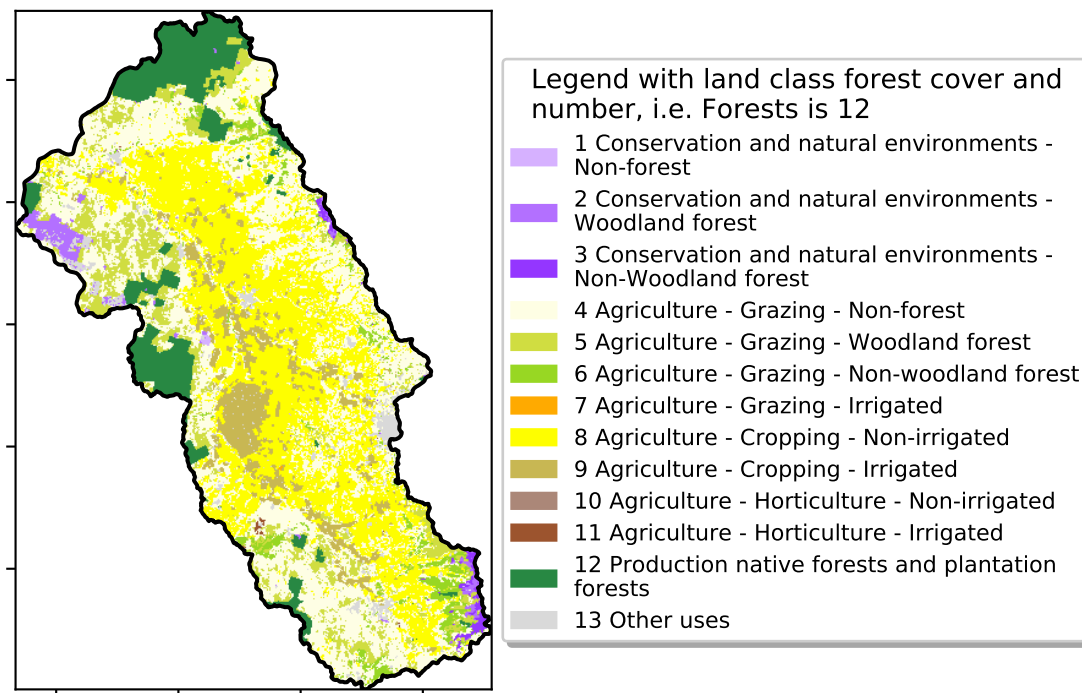 Legend with land class forest cover and
number, i.e. Forests is 12
1 Conservation and natural environments -
Non-forest
2 Conservation and natural environments -
Woodland forest
3 Conservation and natural environments -
Non-Woodland forest
4 Agriculture - Grazing - Non-forest
5 Agriculture - Grazing - Woodland forest
6 Agriculture - Grazing - Non-woodland forest
7 Agriculture - Grazing - Irrigated
8 Agriculture - Cropping - Non-irrigated
9 Agriculture - Cropping - Irrigated
10 Agriculture - Horticulture - Non-irrigated
11 Agriculture - Horticulture - Irrigated
12 Production native forests and plantation
forests
13 Other uses